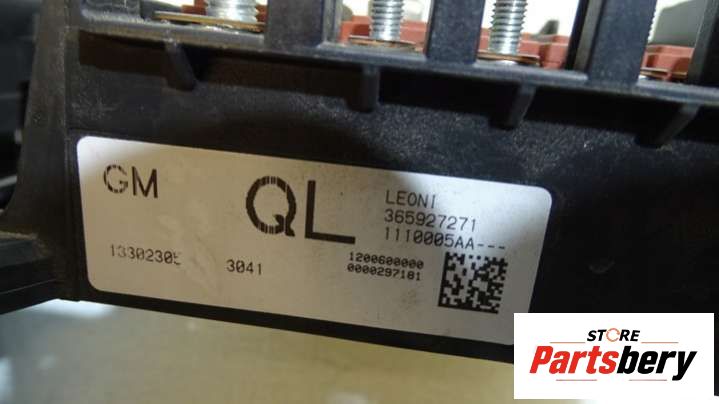 GM
QL
LEONI
365927271
1110005AA---
13302305
3041
1200600000
0000297181
STORE
Partsbery